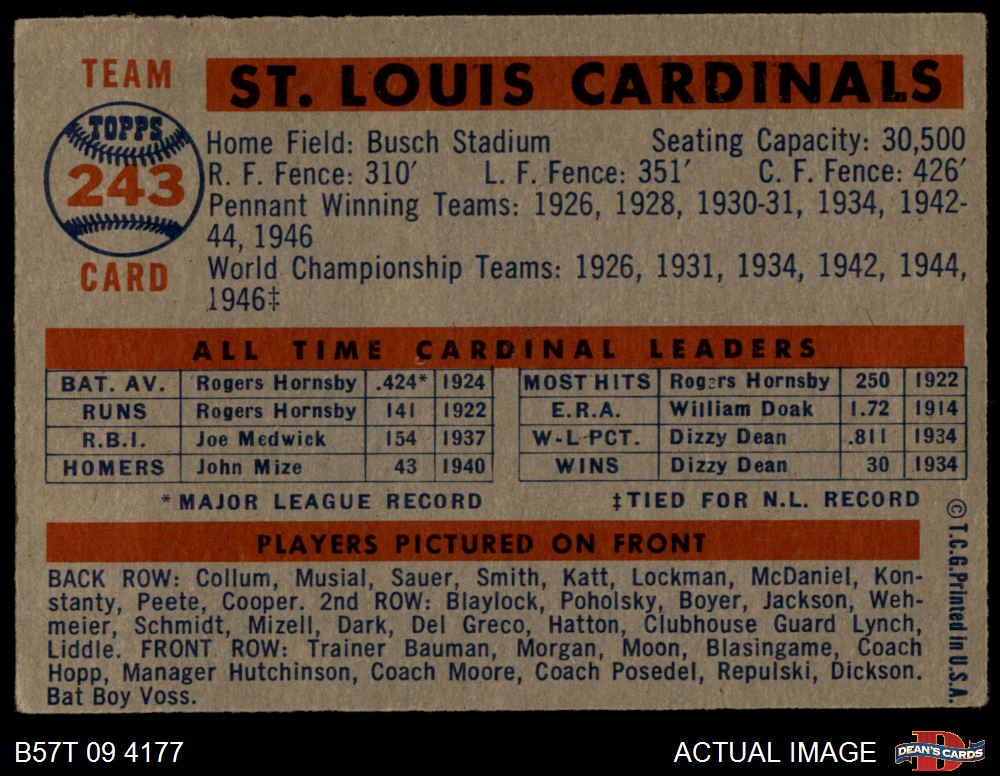 TEAM
ST. LOUIS CARDINALS
TOPPS
243
CARD
Home Field: Busch Stadium Seating Capacity: 30,500
R. F. Fence: 310′ L. F. Fence: 351′ C. F. Fence: 426′
Pennant Winning Teams: 1926, 1928, 1930-31, 1934, 1942-
44, 1946
World Championship Teams: 1926, 1931, 1934, 1942, 1944,
1946‡
ALL TIME CARDINAL LEADERS
BAT. AV. Rogers Hornsby .424* 1924 MOST HITS Rogers Hornsby 250 1922
RUNS Rogers Hornsby 141 1922 E.R.A. William Doak 1.72 1914
R.B.I. Joe Medwick 154 1937 W-L PCT. Dizzy Dean .811 1934
HOMERS John Mize 43 1940 WINS Dizzy Dean 30 1934
*MAJOR LEAGUE RECORD ‡TIED FOR N.L. RECORD
PLAYERS PICTURED ON FRONT
BACK ROW: Collum, Musial, Sauer, Smith, Katt, Lockman, McDaniel, Kon-
stanty, Peete, Cooper. 2nd ROW: Blaylock, Poholsky, Boyer, Jackson, Weh-
meier, Schmidt, Mizell, Dark, Del Greco, Hatton, Clubhouse Guard Lynch,
Liddle. FRONT ROW: Trainer Bauman, Morgan, Moon, Blasingame, Coach
Hopp, Manager Hutchinson, Coach Moore, Coach Posedel, Repulski, Dickson.
Bat Boy Voss.
© T.C.G. Printed in U.S.A.
B57T 09 4177
ACTUAL IMAGE
D
DEAN'S CARDS